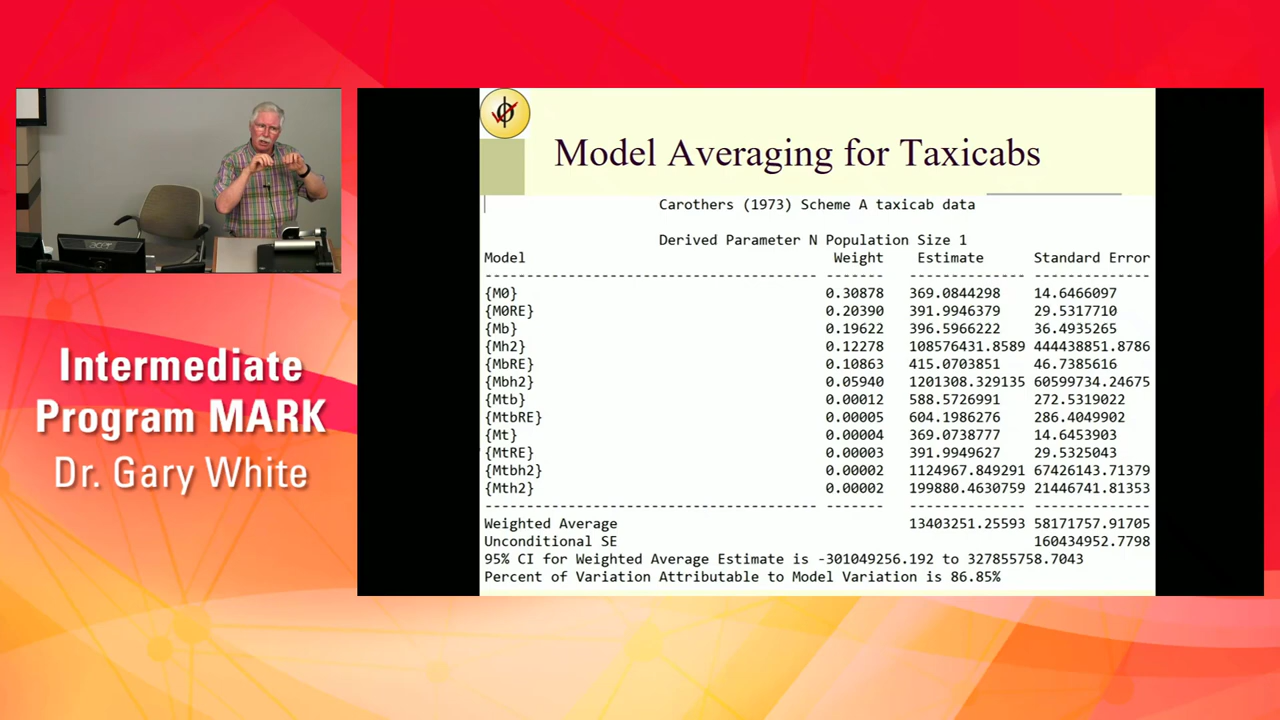 Model Averaging for Taxicabs
Carothers (1973) Scheme A taxicab data
Derived Parameter N Population Size 1
Model Weight Estimate Standard Error
---------------------------------------- ------- -------------- --------------
{M0} 0.30878 369.0844298 14.6466097
{M0RE} 0.20390 391.9946379 29.5317710
{Mb} 0.19622 396.5966222 36.4935265
{Mh2} 0.12278 108576431.8589 444438851.8786
{MbRE} 0.10863 415.0703851 46.7385616
{Mbh2} 0.05940 1201308.329135 60599734.24675
{Mtb} 0.00012 588.5726991 272.5319022
{MtbRE} 0.00005 604.1986276 286.4049902
{Mt} 0.00004 369.0738777 14.6453903
{MtRE} 0.00003 391.9949627 29.5325043
{Mtbh2} 0.00002 1124967.849291 67426143.71379
{Mth2} 0.00002 199880.4630759 21446741.81353
---------------------------------------- ------- -------------- --------------
Weighted Average 13403251.25593 58171757.91705
Unconditional SE 160434952.7798
95% CI for Weighted Average Estimate is -301049256.192 to 327855758.7043
Percent of Variation Attributable to Model Variation is 86.85%
Intermediate
Program MARK
Dr. Gary White